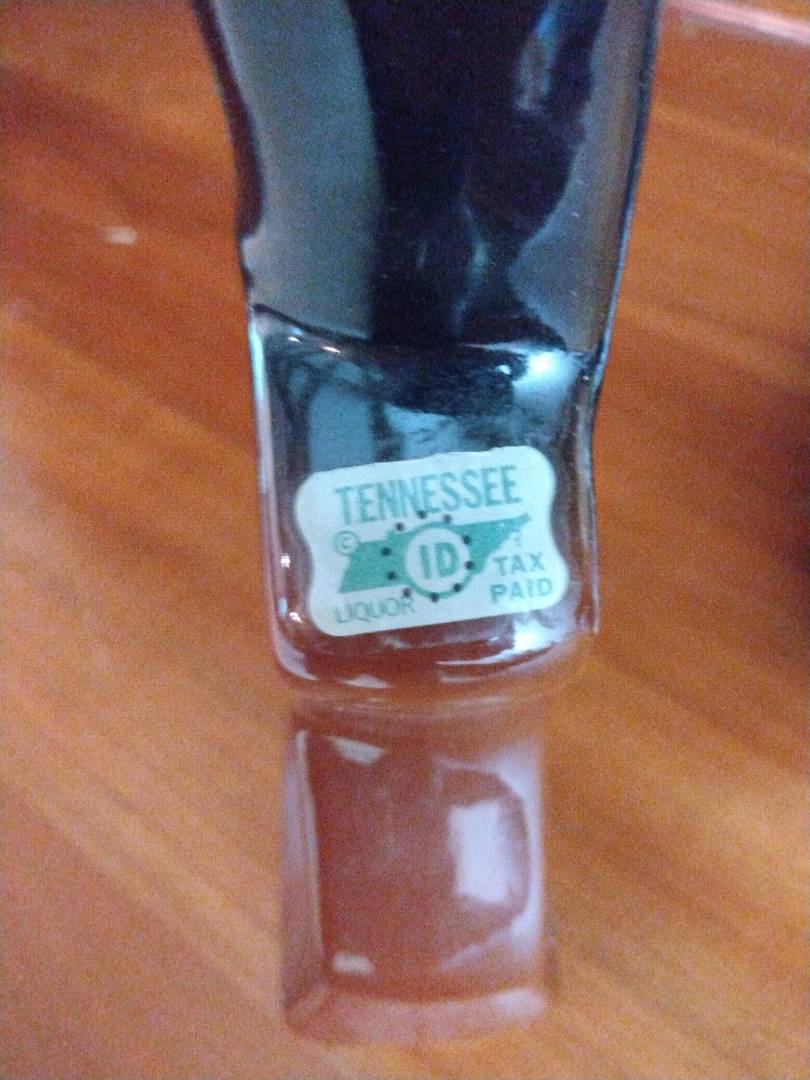 TENNESSEE
© ID
TAX
LIQUOR PAID